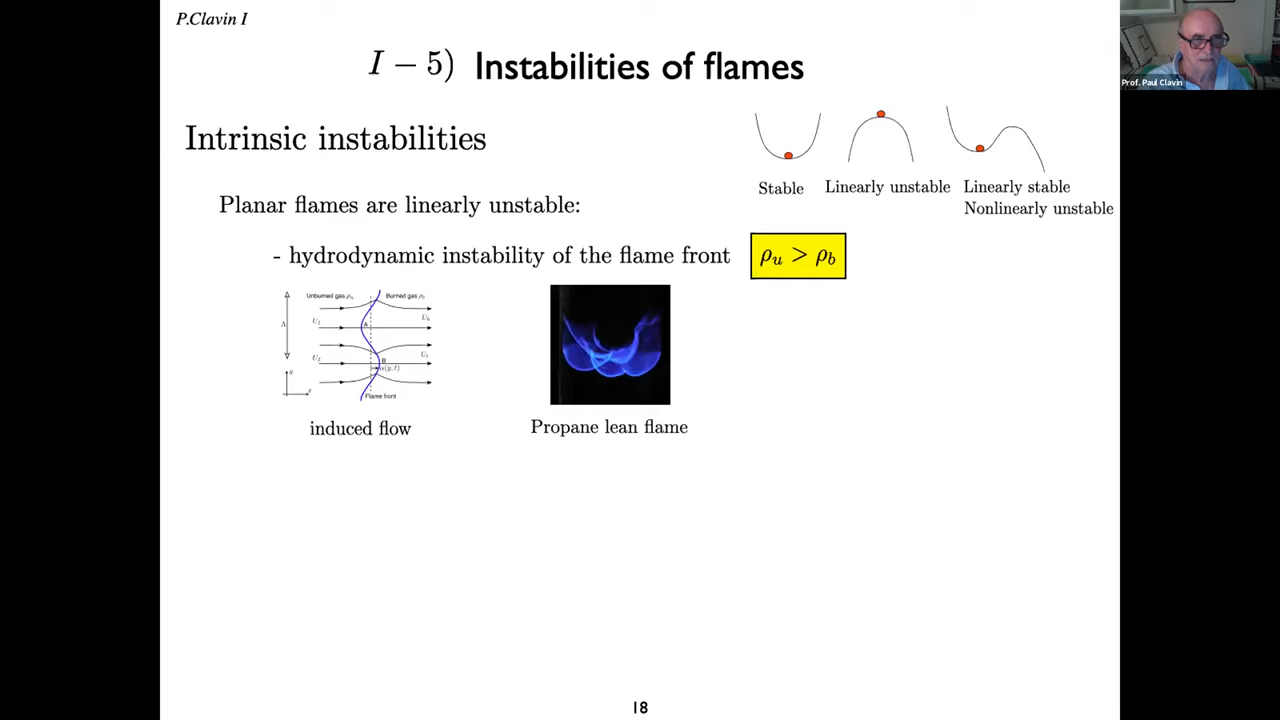 P.Clavin I
I – 5) Instabilities of flames
Prof. Paul Clavin
Intrinsic instabilities
Stable
Linearly unstable
Linearly stable
Nonlinearly unstable
Planar flames are linearly unstable:
- hydrodynamic instability of the flame front
ρu > ρb
Unburned gas ρu
Burned gas ρb
Λ
A
B
α(y, t)
y
x
Flame front
induced flow
Propane lean flame
18